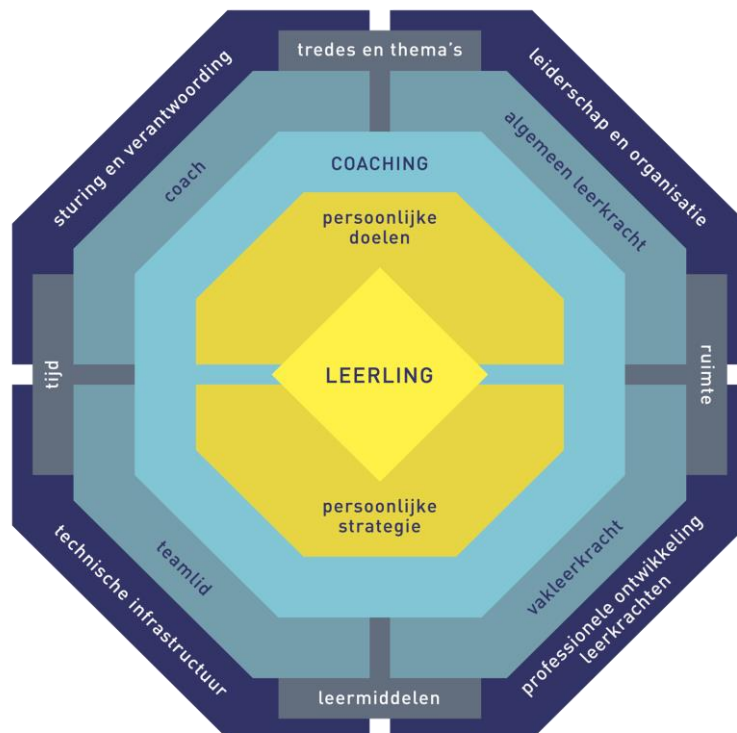 tredes en thema's
sturing en verantwoording
leiderschap en organisatie
coach
algemeen leerkracht
COACHING
persoonlijke
doelen
tijd
LEERLING
ruimte
persoonlijke
strategie
teamlid
vakleerkracht
technische infrastructuur
professionele ontwikkeling
leerkrachten
leermiddelen